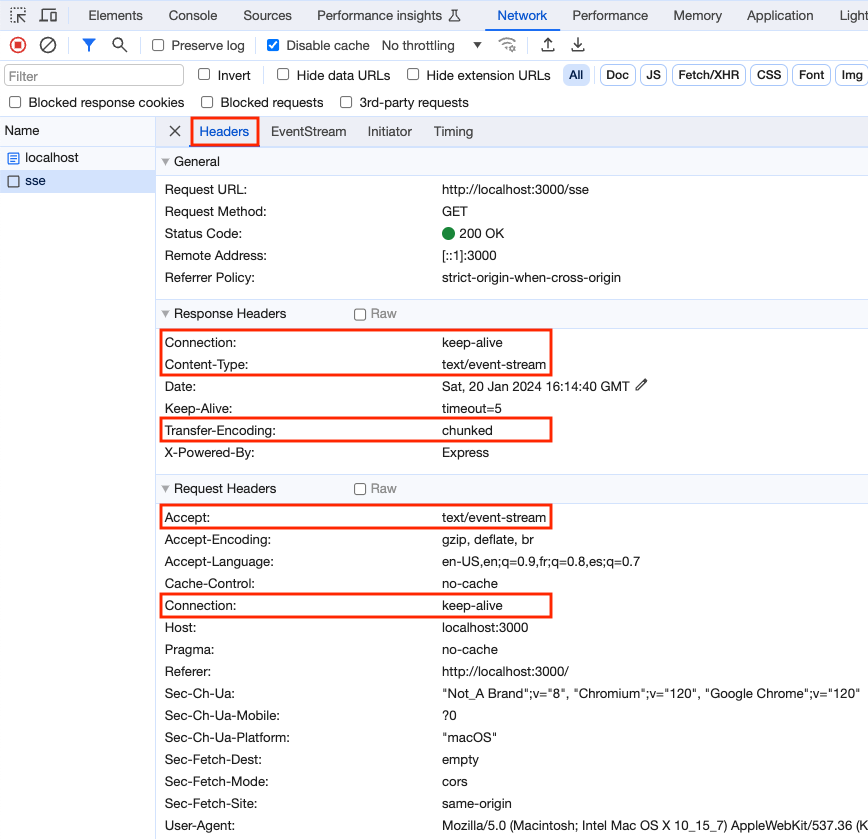 Elements Console Sources Performance insights Network Performance Memory Application Light
Preserve log Disable cache No throttling
Filter Invert Hide data URLs Hide extension URLs All Doc JS Fetch/XHR CSS Font Img
Blocked response cookies Blocked requests 3rd-party requests
Name Headers EventStream Initiator Timing
localhost
sse
General
Request URL: http://localhost:3000/sse
Request Method: GET
Status Code: 200 OK
Remote Address: [::1]:3000
Referrer Policy: strict-origin-when-cross-origin
Response Headers Raw
Connection: keep-alive
Content-Type: text/event-stream
Date: Sat, 20 Jan 2024 16:14:40 GMT
Keep-Alive: timeout=5
Transfer-Encoding: chunked
X-Powered-By: Express
Request Headers Raw
Accept: text/event-stream
Accept-Encoding: gzip, deflate, br
Accept-Language: en-US,en;q=0.9,fr;q=0.8,es;q=0.7
Cache-Control: no-cache
Connection: keep-alive
Host: localhost:3000
Pragma: no-cache
Referer: http://localhost:3000/
Sec-Ch-Ua: "Not_A Brand";v="8", "Chromium";v="120", "Google Chrome";v="120"
Sec-Ch-Ua-Mobile: ?0
Sec-Ch-Ua-Platform: "macOS"
Sec-Fetch-Dest: empty
Sec-Fetch-Mode: cors
Sec-Fetch-Site: same-origin
User-Agent: Mozilla/5.0 (Macintosh; Intel Mac OS X 10_15_7) AppleWebKit/537.36 (K